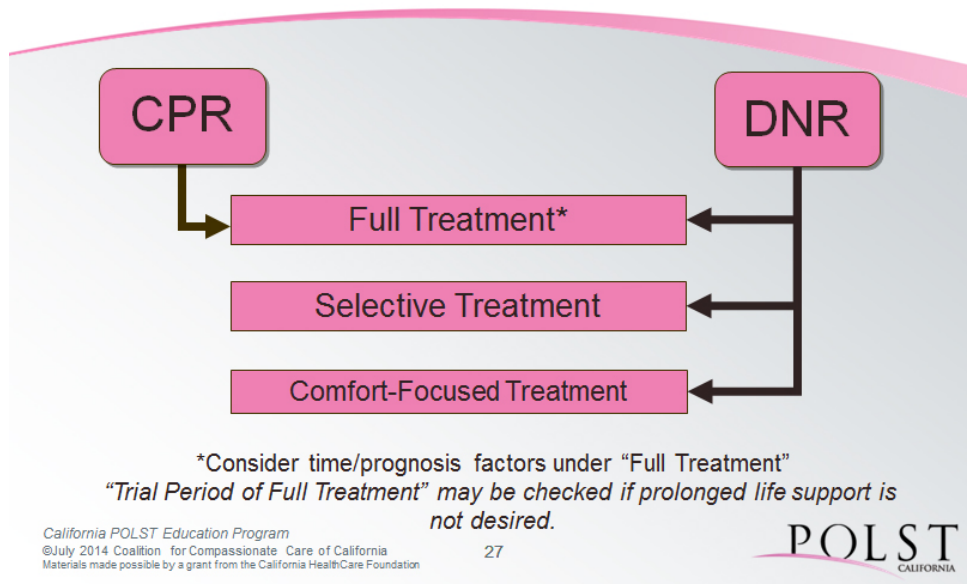 CPR
DNR
Full Treatment*
Selective Treatment
Comfort-Focused Treatment
*Consider time/prognosis factors under “Full Treatment”
“Trial Period of Full Treatment” may be checked if prolonged life support is
not desired.
California POLST Education Program
©July 2014 Coalition for Compassionate Care of California
Materials made possible by a grant from the California HealthCare Foundation
27
POLST
CALIFORNIA